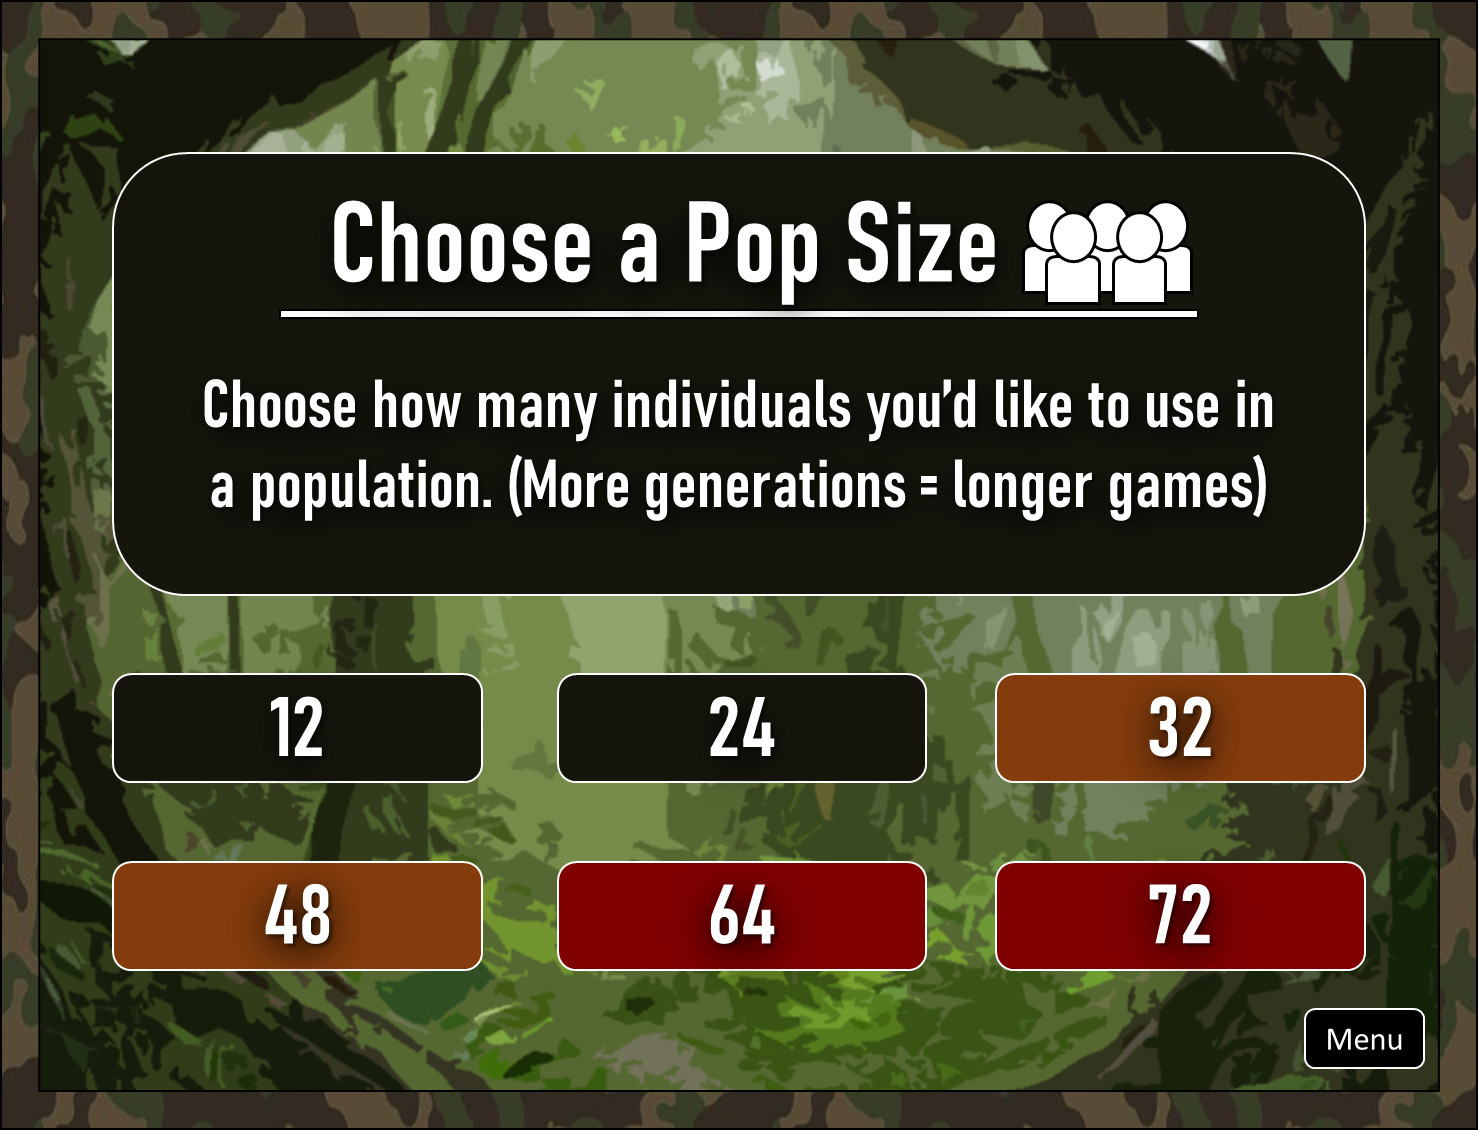 Choose a Pop Size
Choose how many individuals you’d like to use in
a population. (More generations = longer games)
12
24
32
48
64
72
Menu